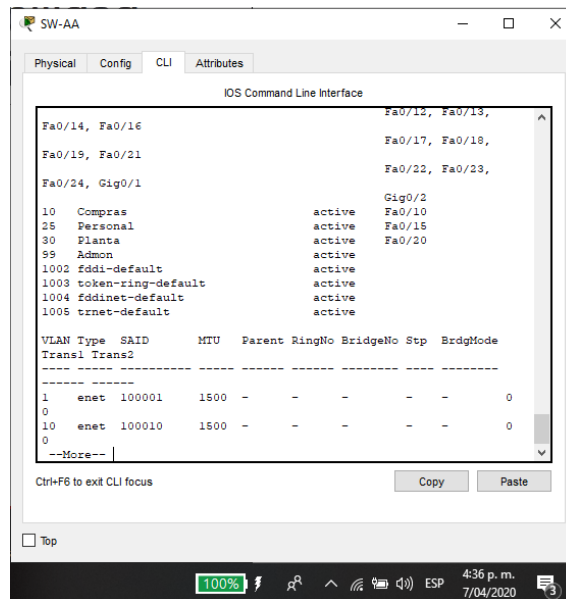 SW-AA
Physical Config CLI Attributes
IOS Command Line Interface
Fa0/12, Fa0/13,
Fa0/14, Fa0/16
Fa0/17, Fa0/18,
Fa0/19, Fa0/21
Fa0/22, Fa0/23,
Fa0/24, Gig0/1
Gig0/2
10 Compras active Fa0/10
25 Personal active Fa0/15
30 Planta active Fa0/20
99 Admon active
1002 fddi-default active
1003 token-ring-default active
1004 fddinet-default active
1005 trnet-default active
VLAN Type SAID MTU Parent RingNo BridgeNo Stp BrdgMode
Trans1 Trans2
---- ----- ---------- ----- ------ ------ -------- ---- --------
------ ------
1 enet 100001 1500 - - - - - 0
0
10 enet 100010 1500 - - - - - 0
0
--More--
Ctrl+F6 to exit CLI focus
Copy Paste
Top
100% ESP 4:36 p. m.
7/04/2020
3